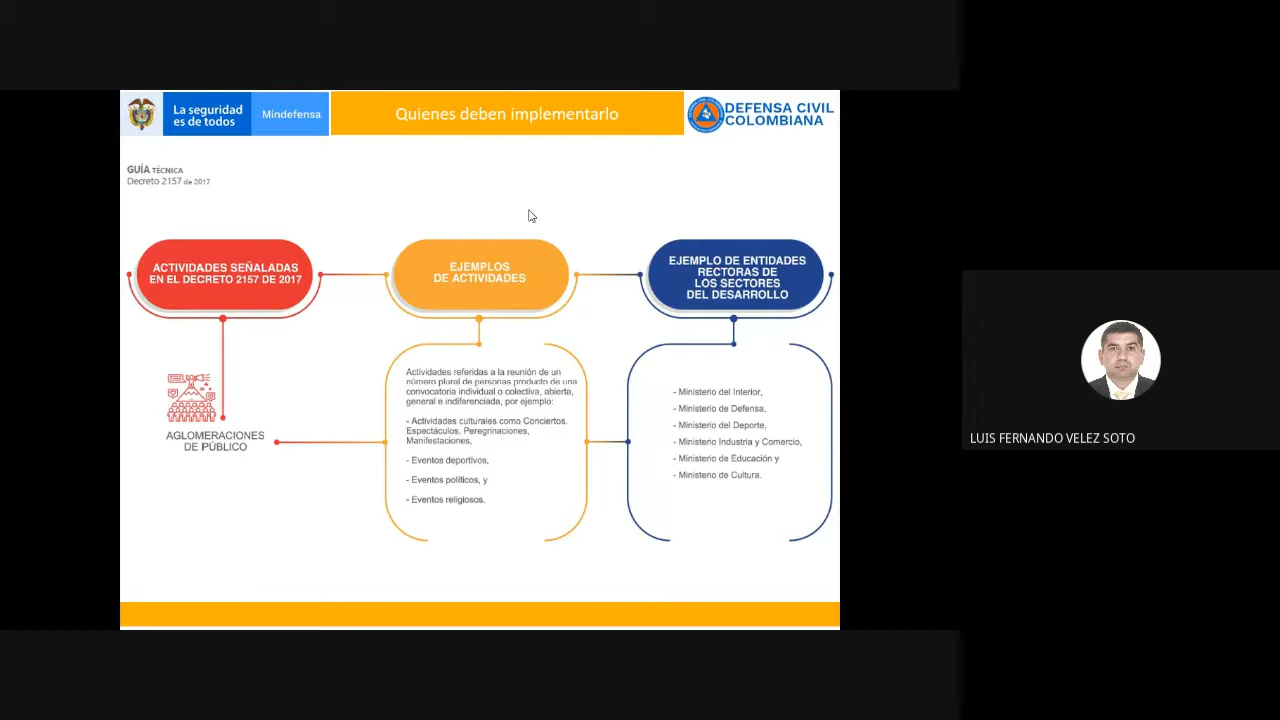 La seguridad
es de todos
Mindefensa
Quienes deben implementarlo
DEFENSA CIVIL
COLOMBIANA
GUÍA TÉCNICA
Decreto 2157 de 2017
ACTIVIDADES SEÑALADAS
EN EL DECRETO 2157 DE 2017
EJEMPLOS
DE ACTIVIDADES
EJEMPLO DE ENTIDADES
RECTORAS DE
LOS SECTORES
DEL DESARROLLO
AGLOMERACIONES
DE PÚBLICO
Actividades referidas a la reunión de un
número plural de personas producto de una
convocatoria individual o colectiva, abierta,
general e indiferenciada, por ejemplo:
- Actividades culturales como Conciertos.
Espectáculos, Peregrinaciones,
Manifestaciones,
- Eventos deportivos,
- Eventos políticos, y
- Eventos religiosos.
- Ministerio del Interior,
- Ministerio de Defensa,
- Ministerio del Deporte,
- Ministerio Industria y Comercio,
- Ministerio de Educación y
- Ministerio de Cultura.
LUIS FERNANDO VELEZ SOTO